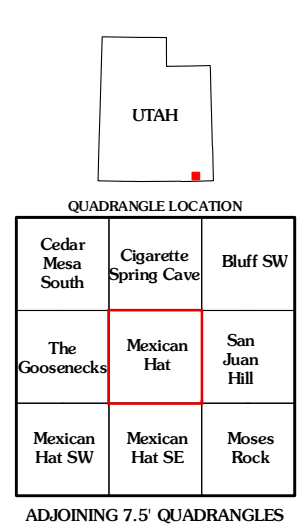 UTAH
QUADRANGLE LOCATION
Cedar
Mesa
South
Cigarette
Spring Cave
Bluff SW
The
Goosenecks
Mexican
Hat
San
Juan
Hill
Mexican
Hat SW
Mexican
Hat SE
Moses
Rock
ADJOINING 7.5' QUADRANGLES